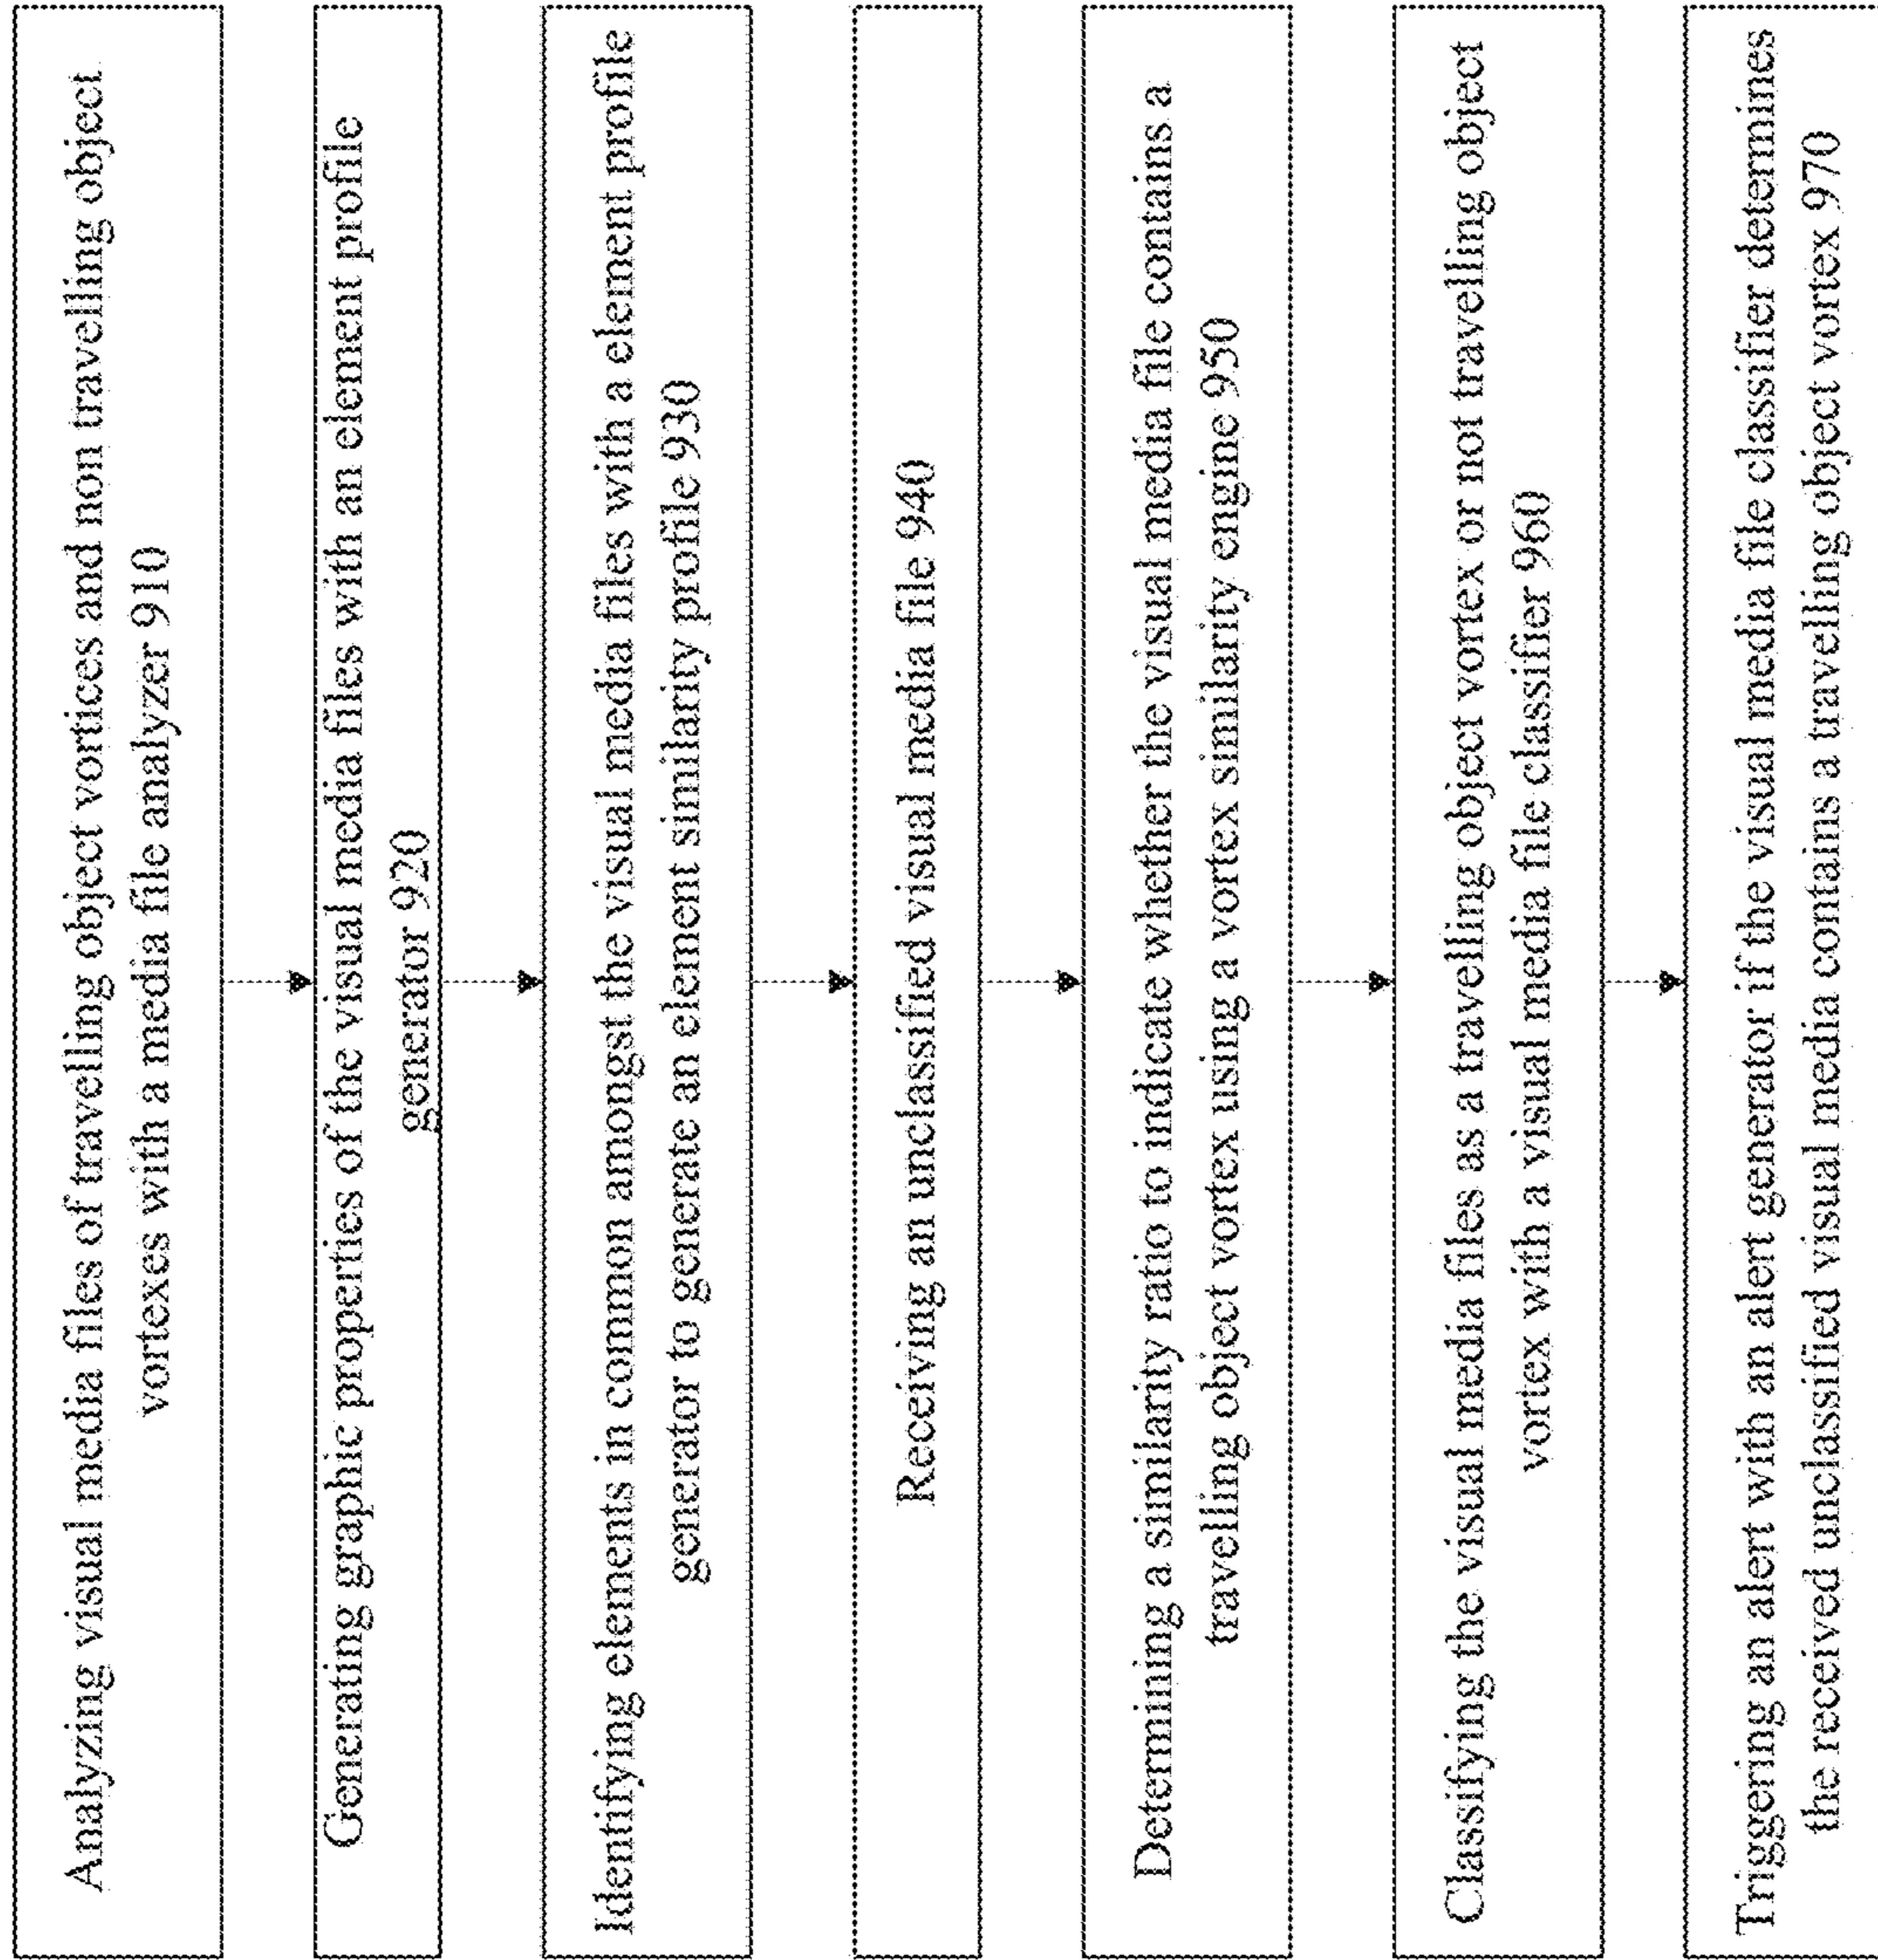 Analyzing visual media files of travelling object vortices and non travelling object
vortexes with a media file analyzer 910
Generating graphic properties of the visual media files with an element profile
generator 920
Identifying elements in common amongst the visual media files with a element profile
generator to generate an element similarity profile 930
Receiving an unclassified visual media file 940
Determining a similarity ratio to indicate whether the visual media file contains a
travelling object vortex using a vortex similarity engine 950
Classifying the visual media files as a travelling object vortex or not travelling object
vortex with a visual media file classifier 960
Triggering an alert with an alert generator if the visual media file classifier determines
the received unclassified visual media contains a travelling object vortex 970